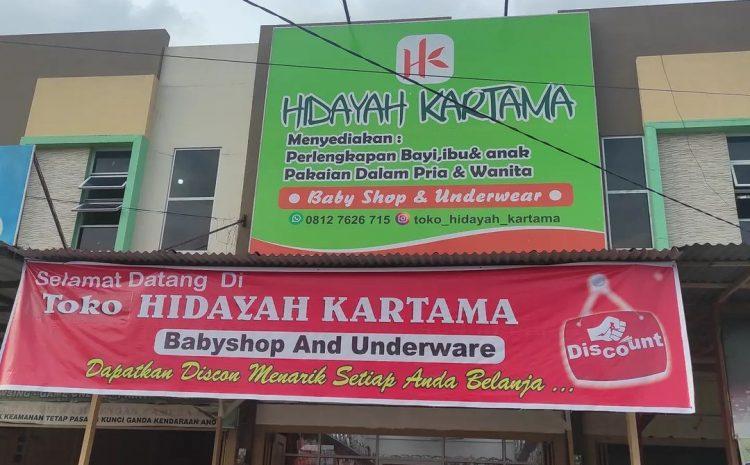 HK
HIDAYAH KARTAMA
Menyediakan :
Perlengkapan Bayi,ibu& anak
Pakaian Dalam Pria & Wanita
• Baby Shop & Underwear •
0812 7626 715 toko_hidayah_kartama
Selamat Datang Di
Toko HIDAYAH KARTAMA
Babyshop And Underware
Dapatkan Discon Menarik Setiap Anda Belanja ...
Discount
KEAMANAN TETAP PASANG KUNCI GANDA KENDARAAN AND